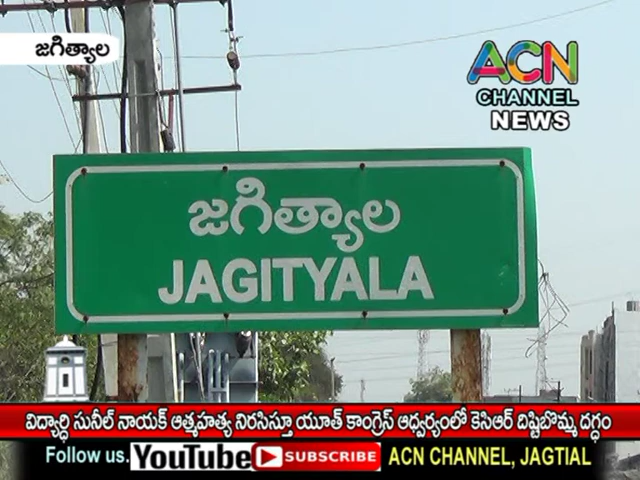 జగిత్యాల
ACN
CHANNEL
NEWS
జగిత్యాల
JAGITYALA
విద్యార్థి సునీల్ నాయక్ ఆత్మహత్య నిరసిస్తూ యూత్ కాంగ్రెస్ ఆధ్వర్యంలో కెసిఆర్ దిష్టిబొమ్మ దగ్ధం
Follow us. YouTube SUBSCRIBE ACN CHANNEL, JAGTIAL